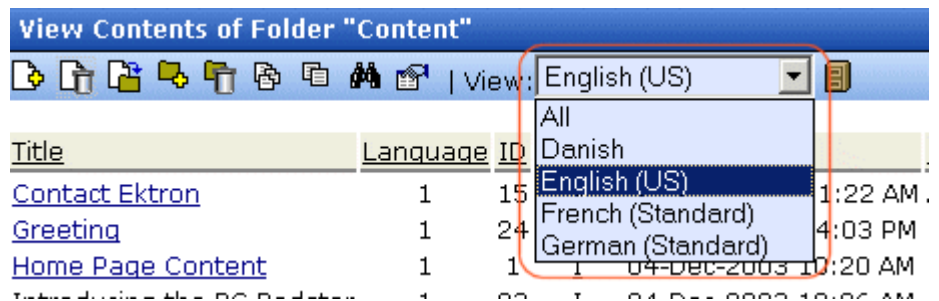 View Contents of Folder "Content"
| View: English (US)
All
Danish
English (US)
French (Standard)
German (Standard)
Title Language ID
Contact Ektron 1 15 1:22 AM
Greeting 1 24 4:03 PM
Home Page Content 1 1 I 04-Dec-2003 10:20 AM